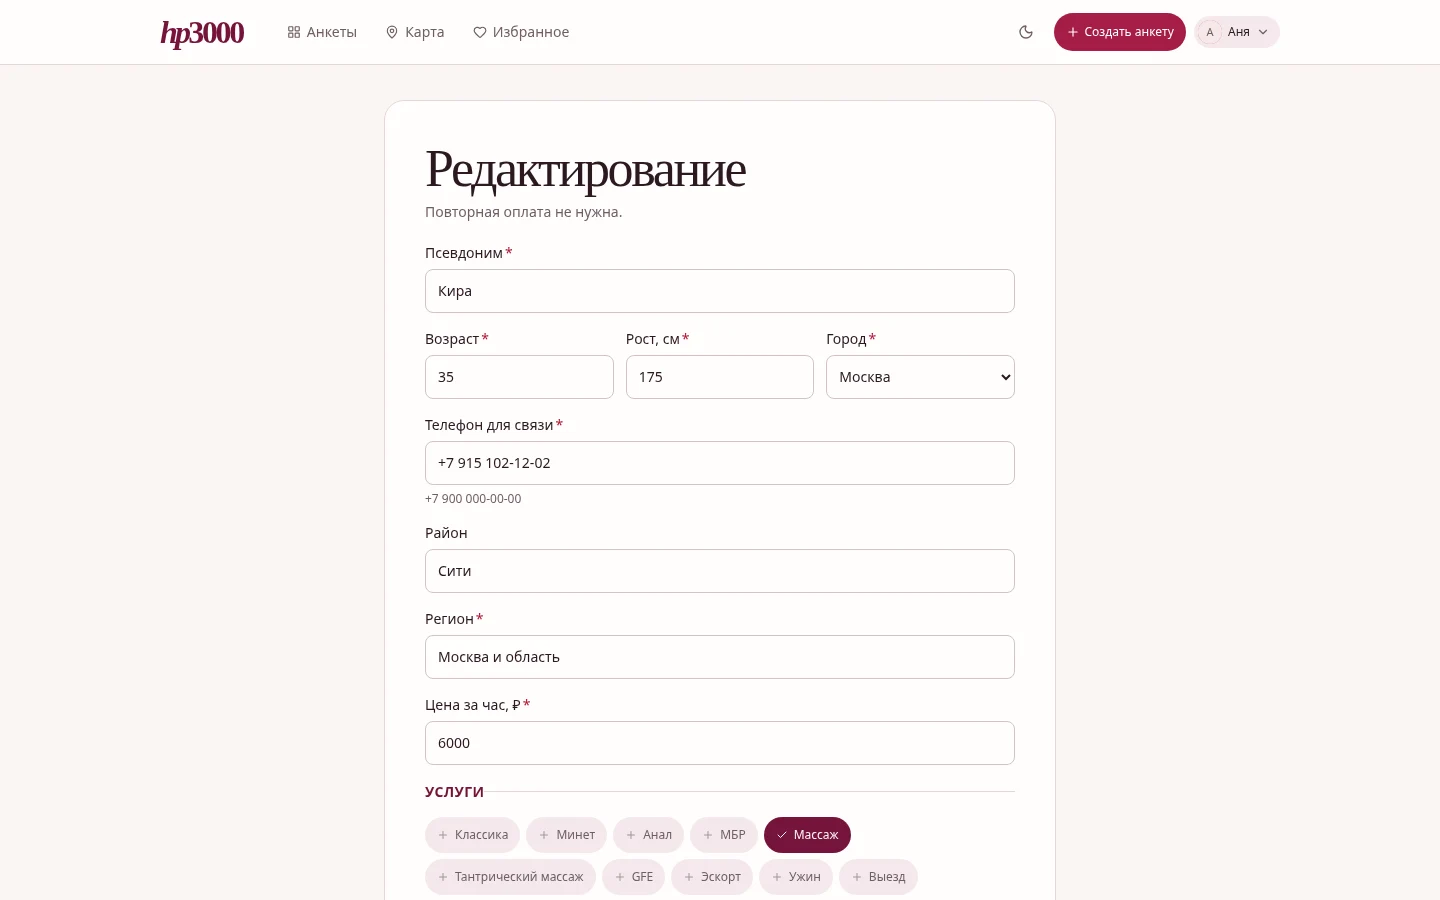 hp3000 Анкеты Карта Избранное Создать анкету А Аня
Редактирование
Повторная оплата не нужна.
Псевдоним *
Кира
Возраст * Рост, см * Город *
35 175 Москва
Телефон для связи *
+7 915 102-12-02
+7 900 000-00-00
Район
Сити
Регион *
Москва и область
Цена за час, ₽ *
6000
УСЛУГИ
Классика Минет Анал МБР Массаж
Тантрический массаж GFE Эскорт Ужин Выезд